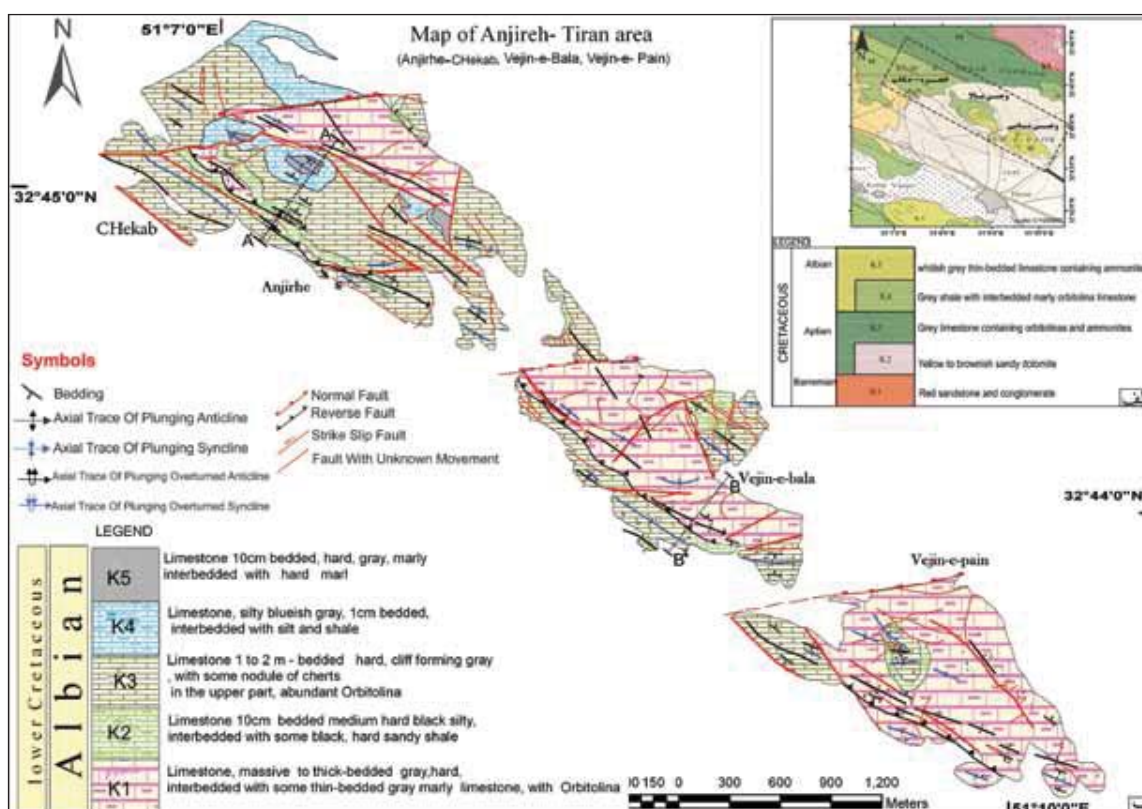 N
51°7'0"E
Map of Anjireh- Tiran area
(Anjirhe-CHekab, Vejin-e-Bala, Vejin-e- Pain)
A'
32°45'0"N
CHekab
A
Anjirhe
N
LEGEND
CRETACEOUS
Albian
Aptian
Barremian
K.2
K.1
whitish grey thin-bedded limestone containing ammonite
Grey shale with interbedded marly orbitolina limestone
Grey limestone containing orbitolinas and ammonites
Yellow to brownish sandy dolomite
Red sandstone and conglomerate
Symbols
Bedding
Axial Trace Of Plunging Anticline
Axial Trace Of Plunging Syncline
Axial Trace Of Plunging Overturned Anticline
Axial Trace Of Plunging Overturned Syncline
Normal Fault
Reverse Fault
Strike Slip Fault
Fault With Unknown Movement
Vejin-e-bala
B
B'
32°44'0"N
Vejin-e-pain
LEGEND
lower Cretaceous
Albian
K5
Limestone 10cm bedded, hard, gray, marly
interbedded with hard marl
K4
Limestone, silty blueish gray, 1cm bedded,
interbedded with silt and shale
K3
Limestone 1 to 2 m - bedded hard, cliff forming gray
, with some nodule of cherts
in the upper part, abundant Orbitolina
K2
Limestone 10cm bedded medium hard black silty,
interbedded with some black, hard sandy shale
K1
Limestone, massive to thick-bedded gray,hard,
interbedded with some thin-bedded gray marly limestone, with Orbitolina
150 0 300 600 900 1,200
Meters
51°10'0"E